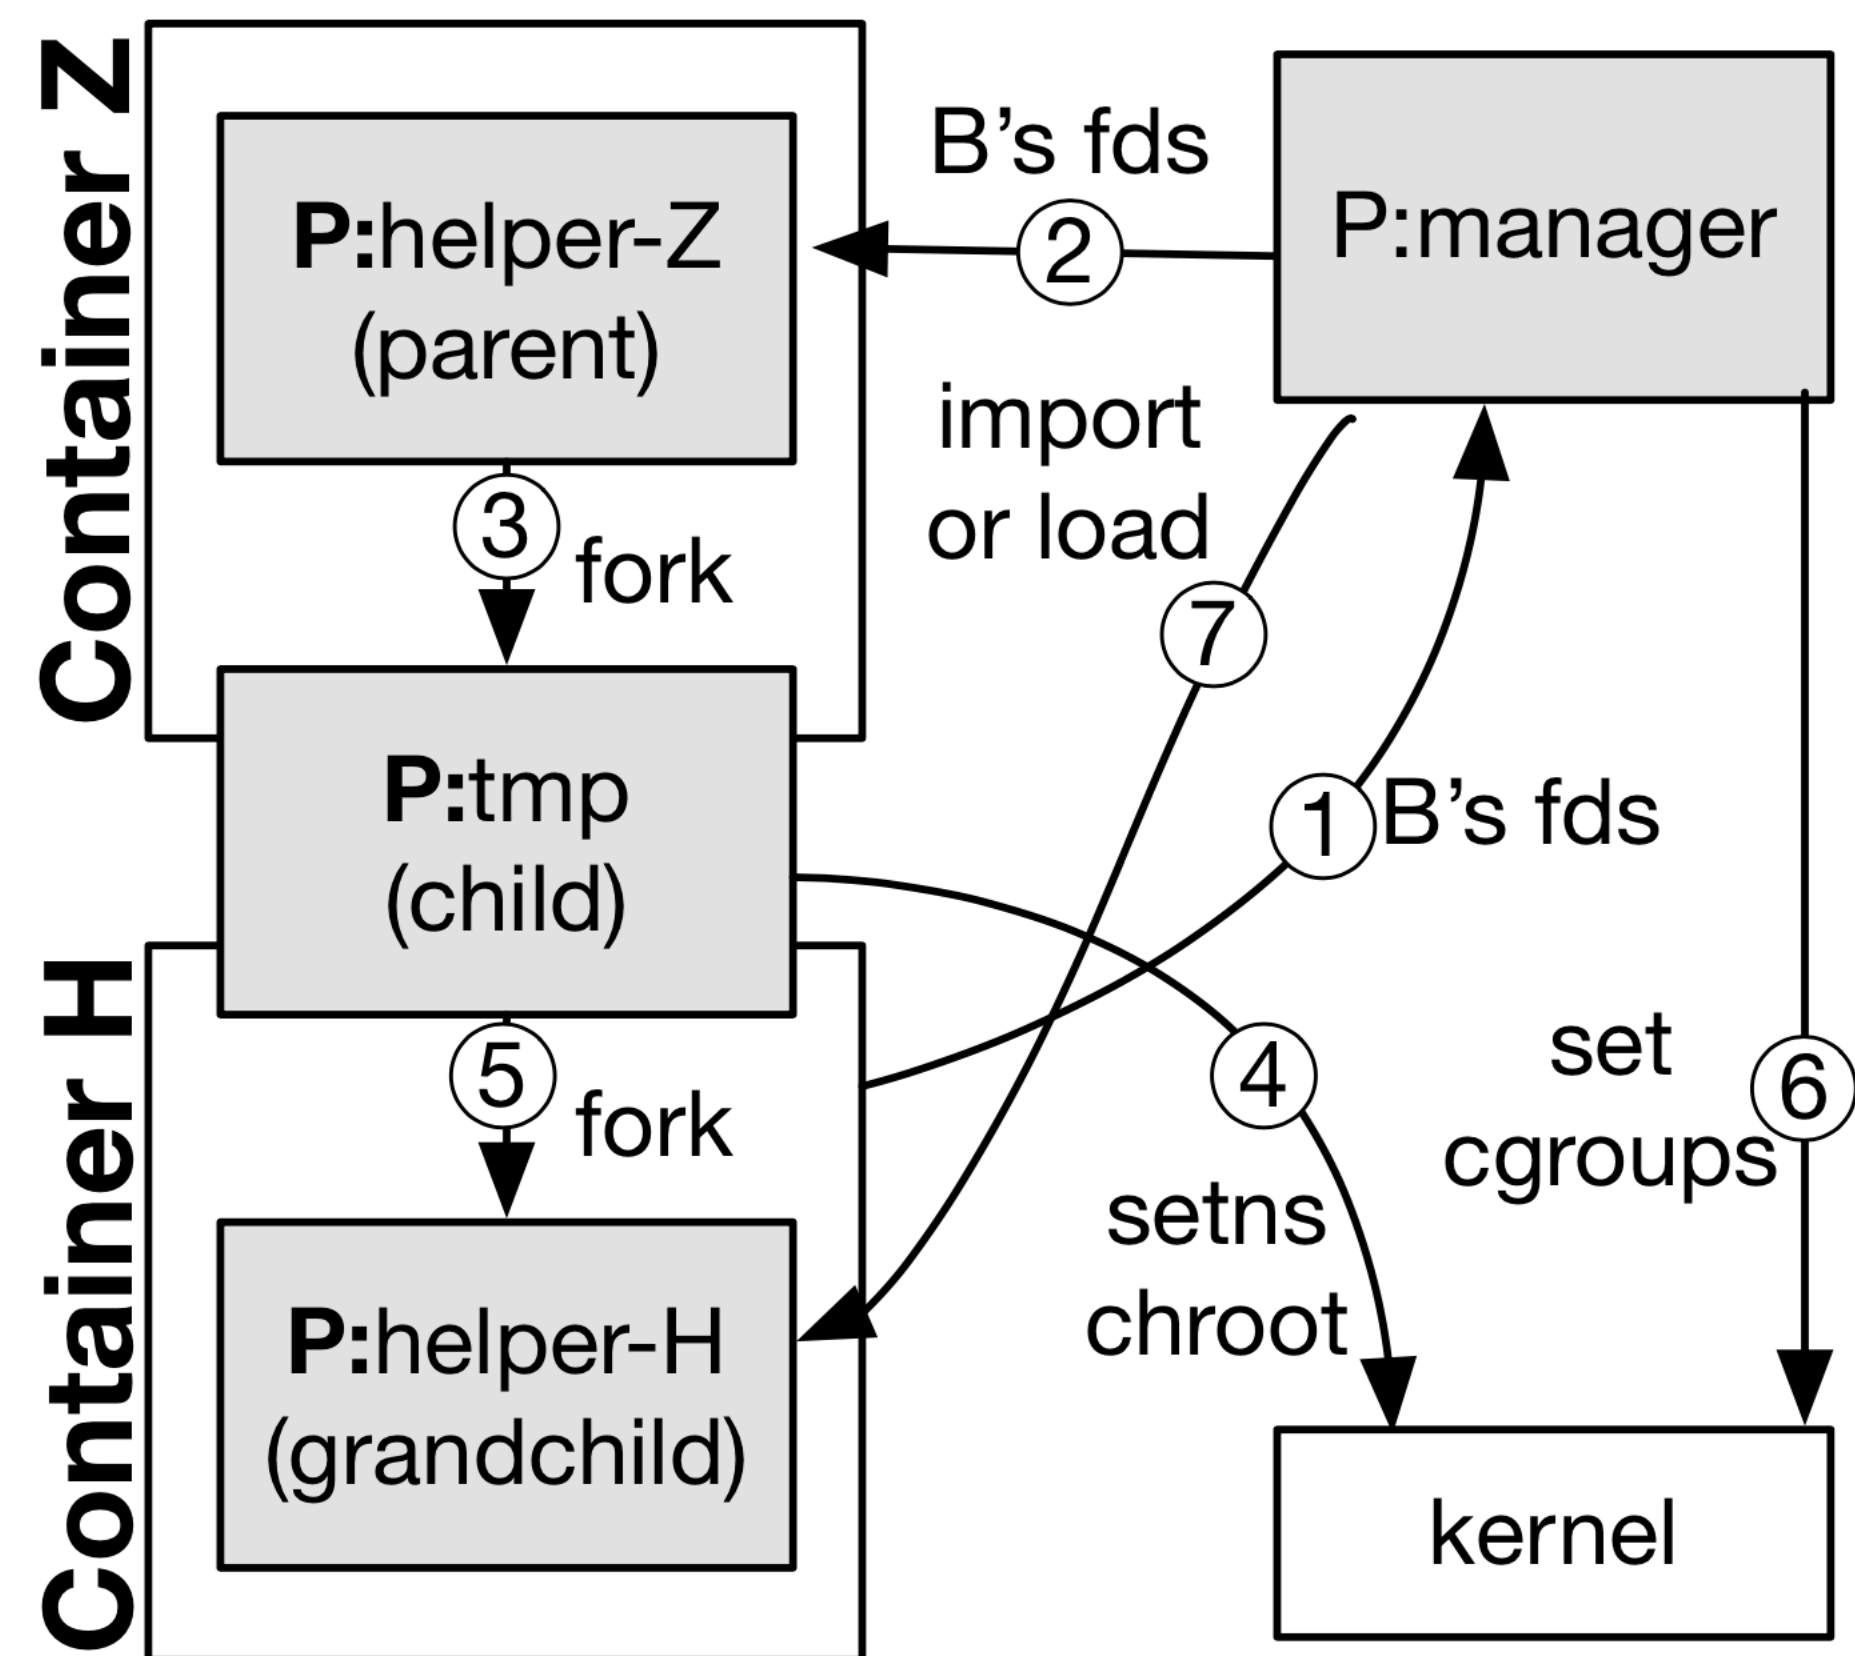 Container Z
P:helper-Z
(parent)
3
fork
P:tmp
(child)
Container H
5
fork
P:helper-H
(grandchild)
B’s fds
2
P:manager
import
or load
7
1
B’s fds
4
setns
chroot
set
cgroups
6
kernel